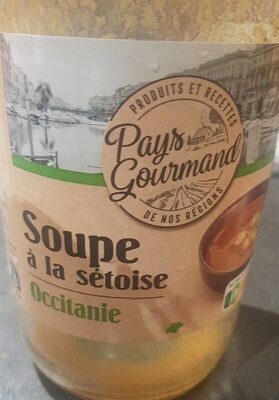 PRODUITS ET RECETTES
Pays
Gourmand
DE NOS RÉGIONS
Soupe
à la sétoise
Occitanie